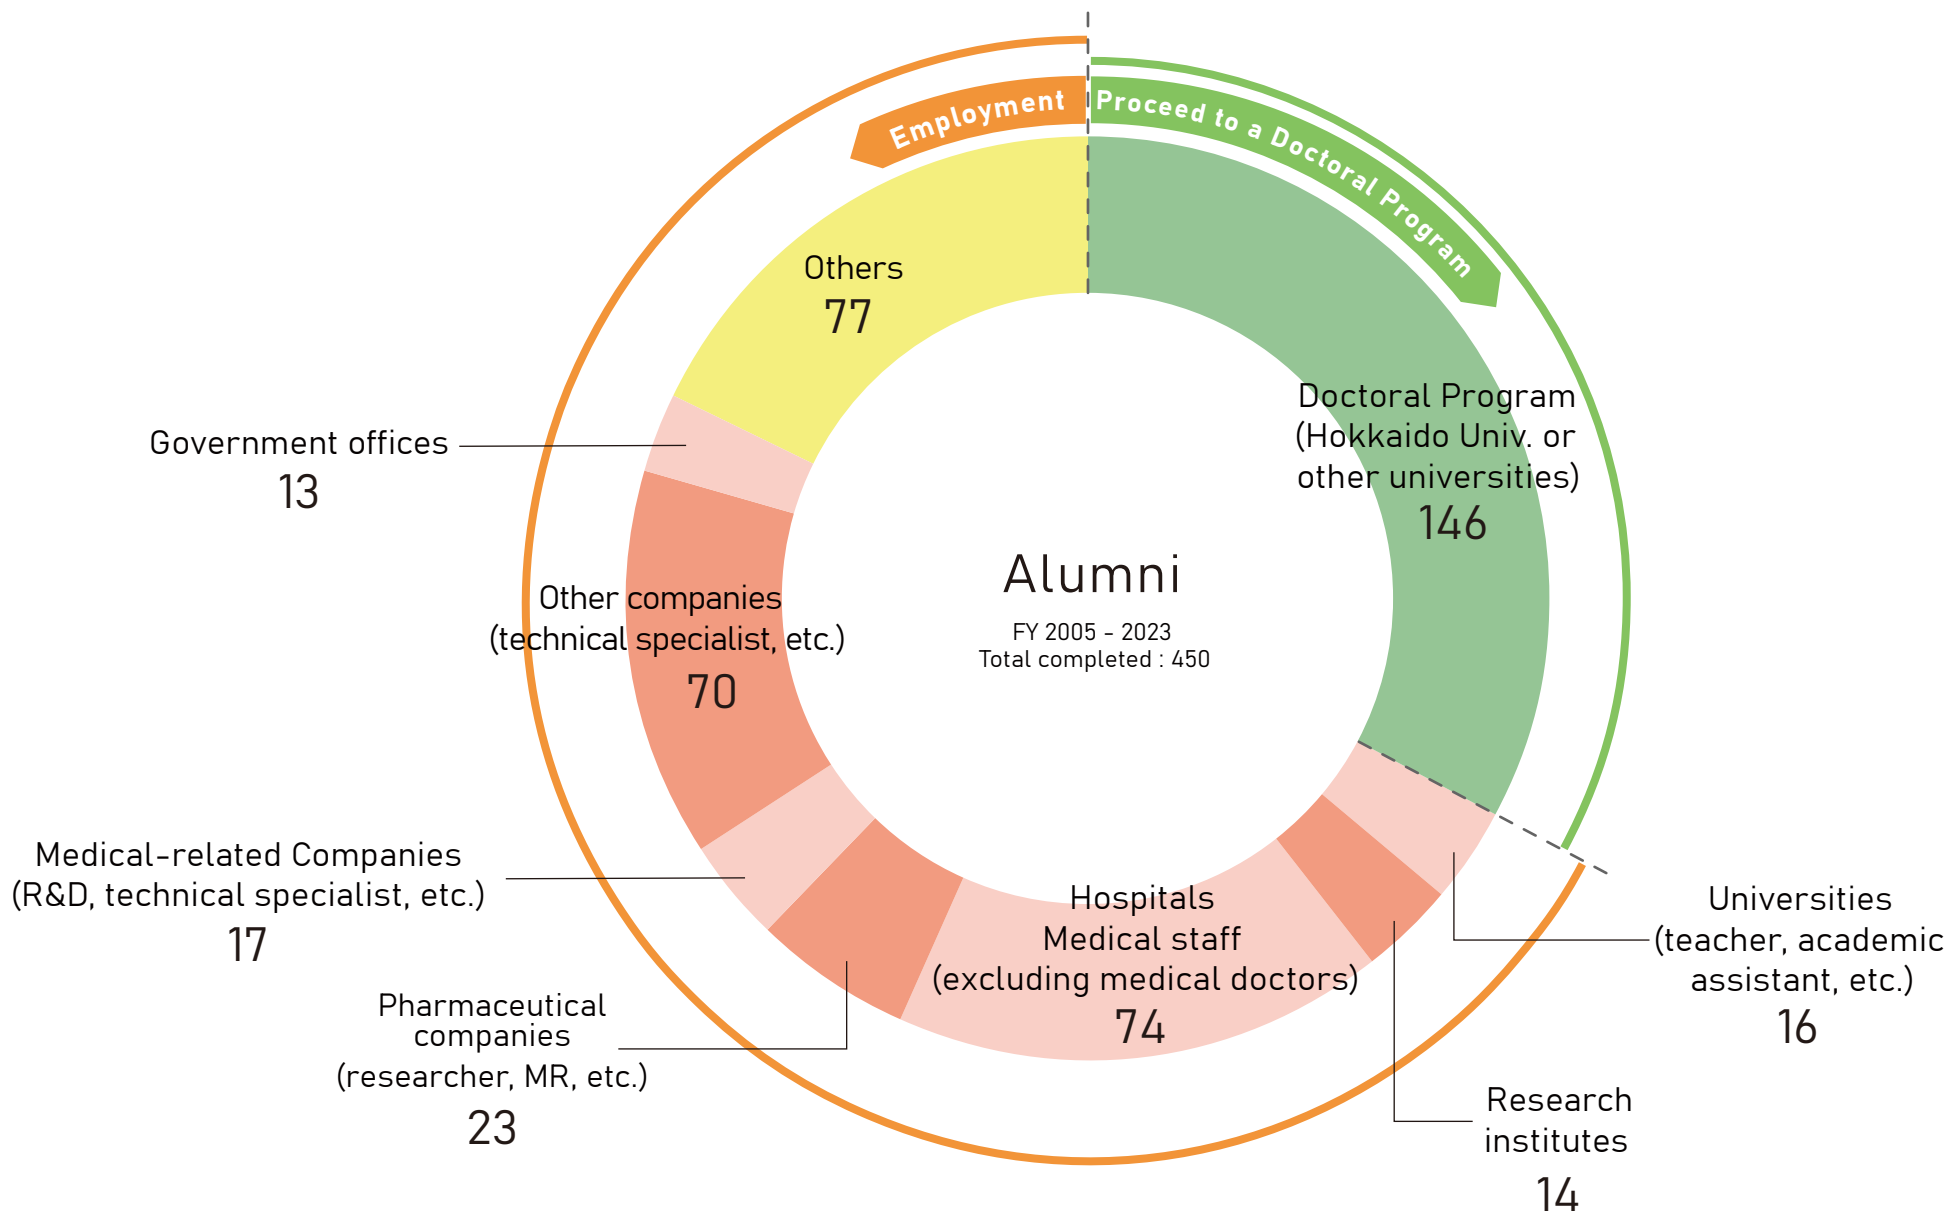 Employment
Proceed to a Doctoral Program
Others
77
Doctoral Program
(Hokkaido Univ. or
other universities)
146
Government offices
13
Alumni
FY 2005 - 2023
Total completed : 450
Other companies
(technical specialist, etc.)
70
Medical-related Companies
(R&D, technical specialist, etc.)
17
Hospitals
Medical staff
(excluding medical doctors)
74
Universities
(teacher, academic
assistant, etc.)
16
Pharmaceutical
companies
(researcher, MR, etc.)
23
Research
institutes
14